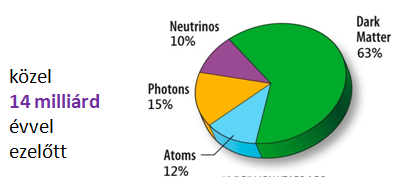 közel
14 milliárd
évvel
ezelőtt
Neutrinos
10%
Dark
Matter
63%
Photons
15%
Atoms
12%